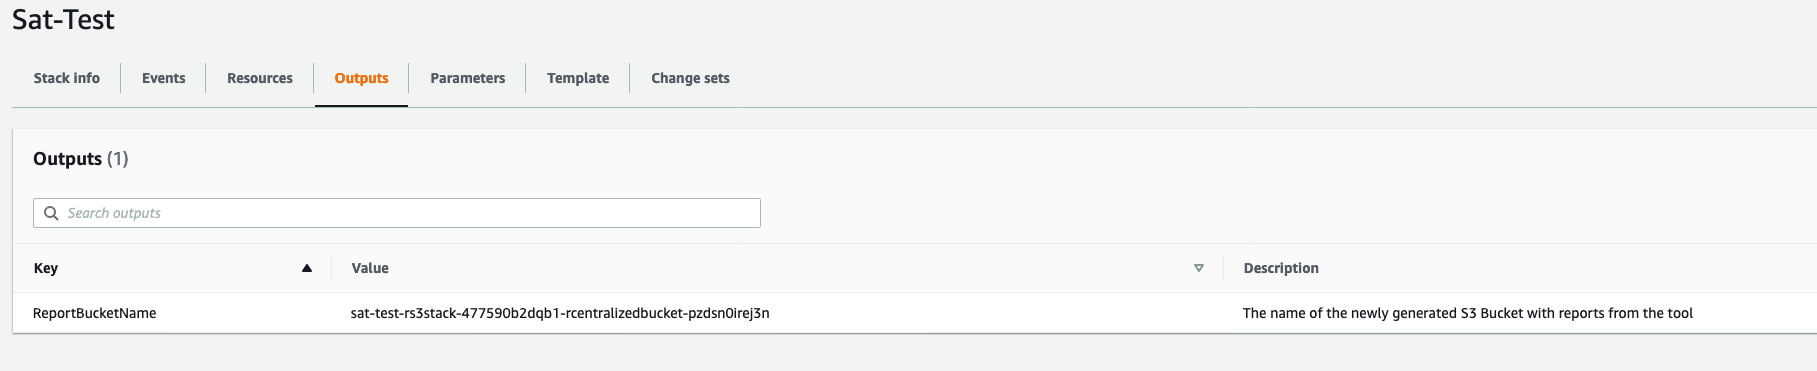 Sat-Test
Stack info Events Resources Outputs Parameters Template Change sets
Outputs (1)
Search outputs
Key Value Description
ReportBucketName sat-test-rs3stack-477590b2dqb1-rcentralizedbucket-pzdsn0irej3n The name of the newly generated S3 Bucket with reports from the tool